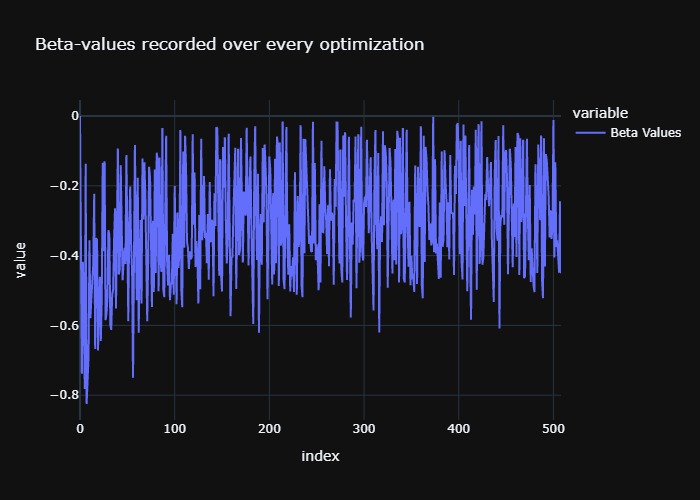 Beta-values recorded over every optimization
variable
Beta Values
0
−0.2
−0.4
−0.6
−0.8
value
0
100
200
300
400
500
index